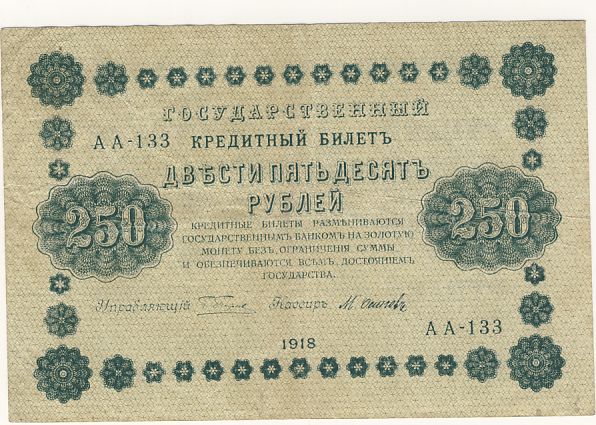 ГОСУДАРСТВЕННЫЙ
АА-133 КРЕДИТНЫЙ БИЛЕТЪ
ДВѢСТИ ПЯТЬДЕСЯТЪ
РУБЛЕЙ
250
250
КРЕДИТНЫЕ БИЛЕТЫ РАЗМѢНИВАЮТСЯ
ГОСУДАРСТВЕННЫМЪ БАНКОМЪ НА ЗОЛОТУЮ
МОНЕТУ БЕЗЪ ОГРАНИЧЕНІЯ СУММЫ
И ОБЕЗПЕЧИВАЮТСЯ ВСѢМЪ ДОСТОЯНІЕМЪ
ГОСУДАРСТВА.
Управляющій Кассиръ
АА-133
1918